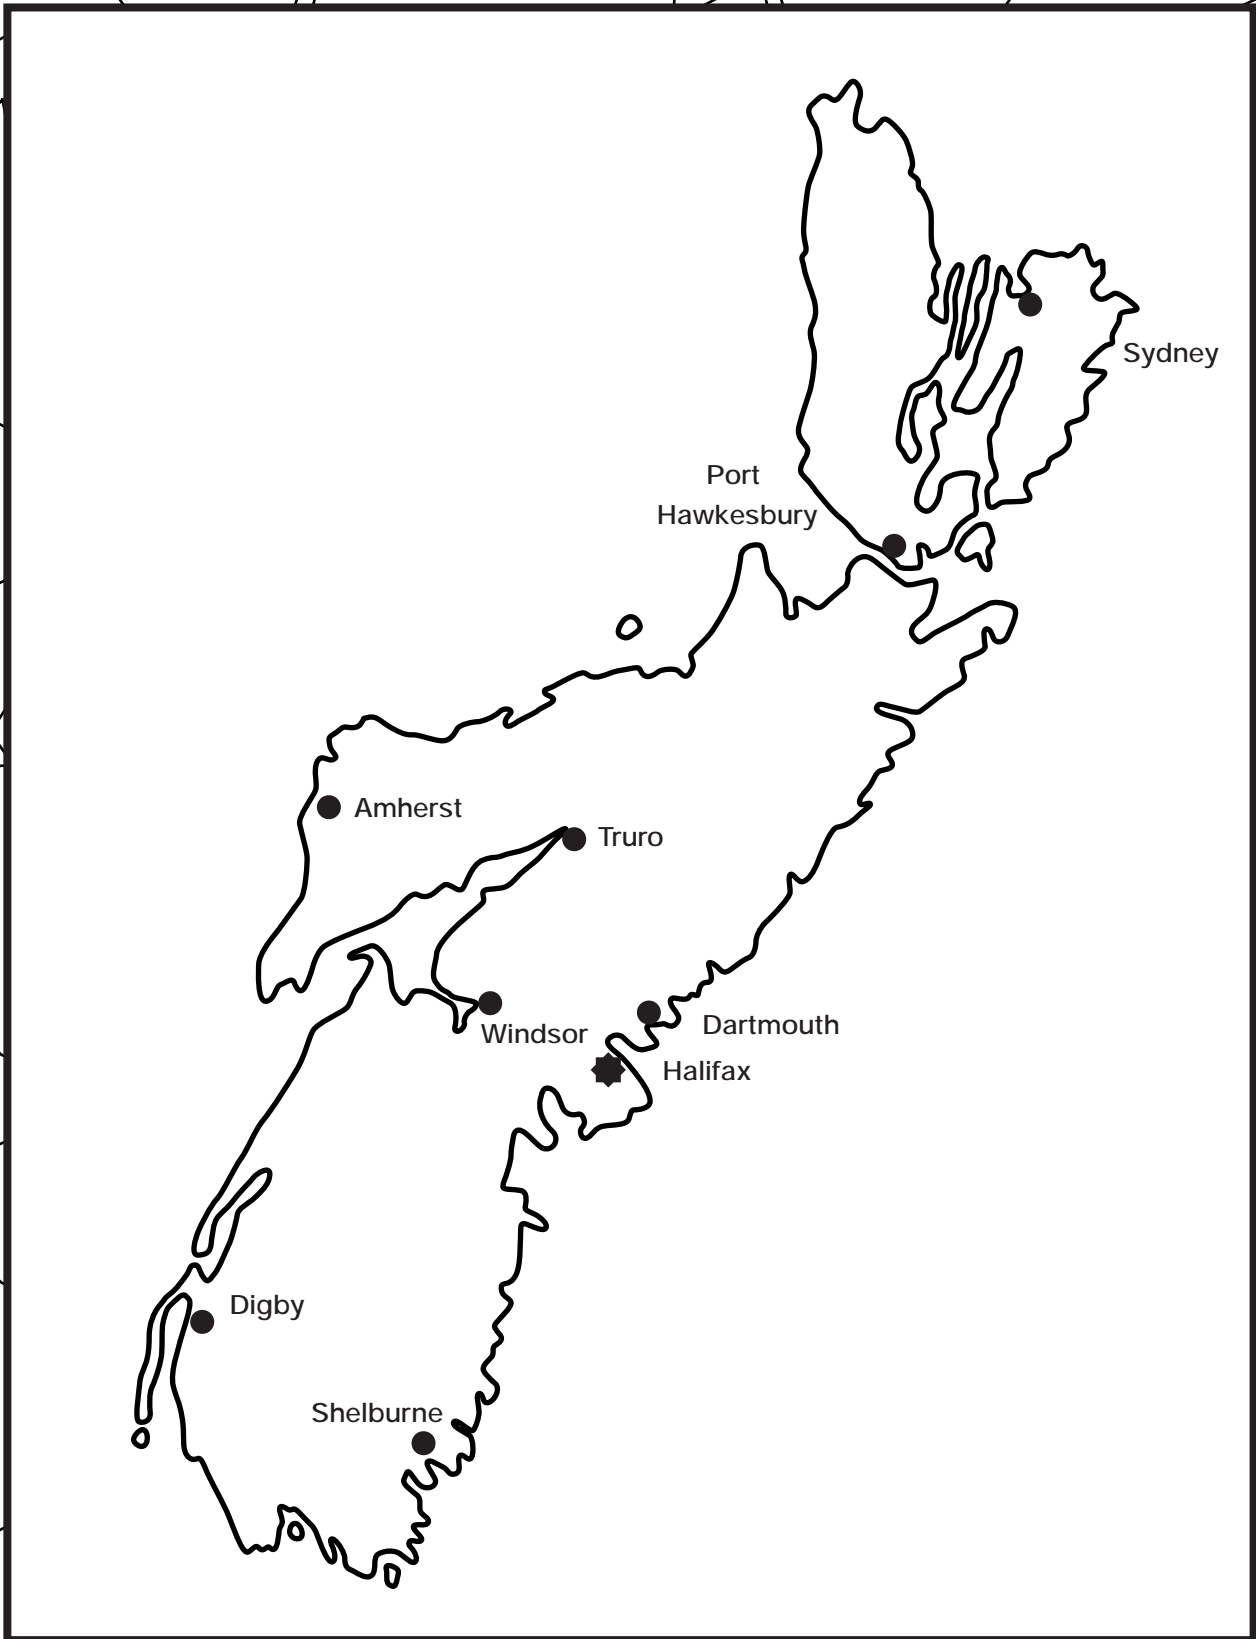 Sydney
Port
Hawkesbury
Amherst
Truro
Windsor
Dartmouth
Halifax
Digby
Shelburne